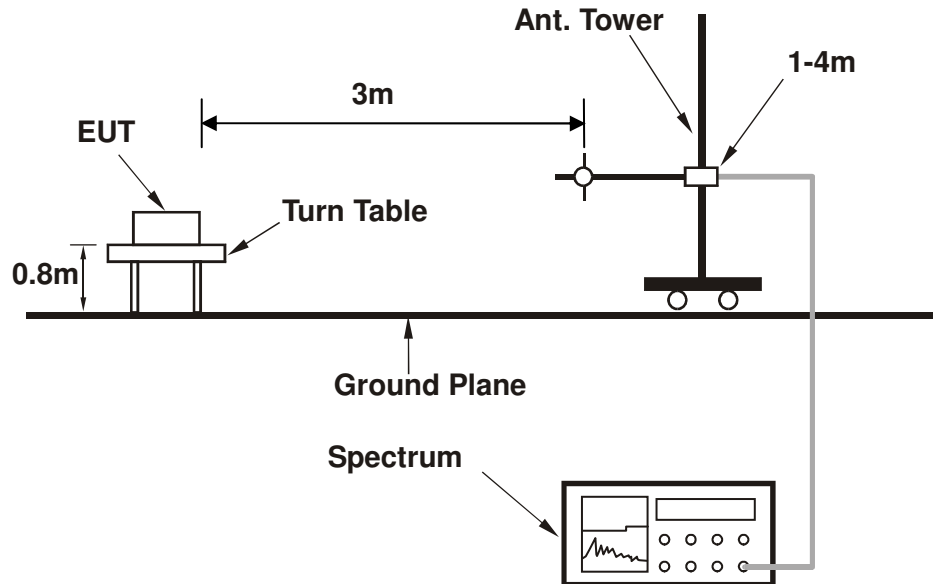 Ant. Tower
1-4m
3m
EUT
Turn Table
0.8m
Ground Plane
Spectrum